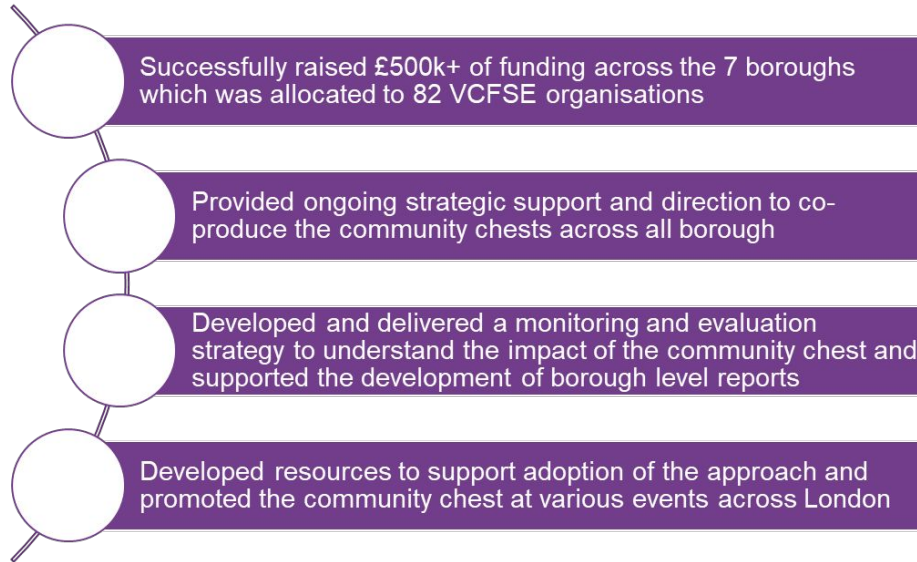 Successfully raised £500k+ of funding across the 7 boroughs
which was allocated to 82 VCFSE organisations
Provided ongoing strategic support and direction to co-
produce the community chests across all borough
Developed and delivered a monitoring and evaluation
strategy to understand the impact of the community chest and
supported the development of borough level reports
Developed resources to support adoption of the approach and
promoted the community chest at various events across London